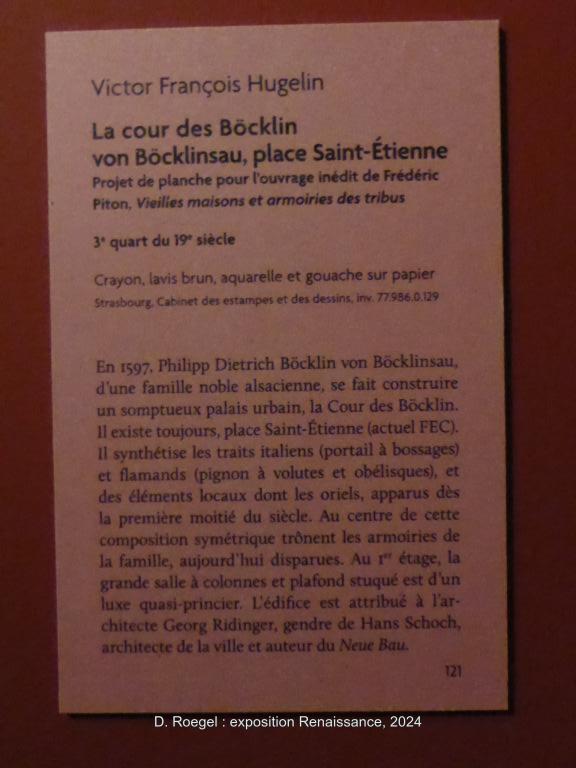 Victor François Hugelin
La cour des Böcklin
von Böcklinsau, place Saint-Étienne
Projet de planche pour l'ouvrage inédit de Frédéric
Piton, Vieilles maisons et armoiries des tribus
3e quart du 19e siècle
Crayon, lavis brun, aquarelle et gouache sur papier
Strasbourg, Cabinet des estampes et des dessins, inv. 77.986.0.129
En 1597, Philipp Dietrich Böcklin von Böcklinsau,
d'une famille noble alsacienne, se fait construire
un somptueux palais urbain, la Cour des Böcklin.
Il existe toujours, place Saint-Étienne (actuel FEC).
Il synthétise les traits italiens (portail à bossages)
et flamands (pignon à volutes et obélisques), et
des éléments locaux dont les oriels, apparus dès
la première moitié du siècle. Au centre de cette
composition symétrique trônent les armoiries de
la famille, aujourd'hui disparues. Au 1er étage, la
grande salle à colonnes et plafond stuqué est d'un
luxe quasi-princier. L'édifice est attribué à l'ar-
chitecte Georg Ridinger, gendre de Hans Schoch,
architecte de la ville et auteur du Neue Bau.
121
D. Roegel : exposition Renaissance, 2024